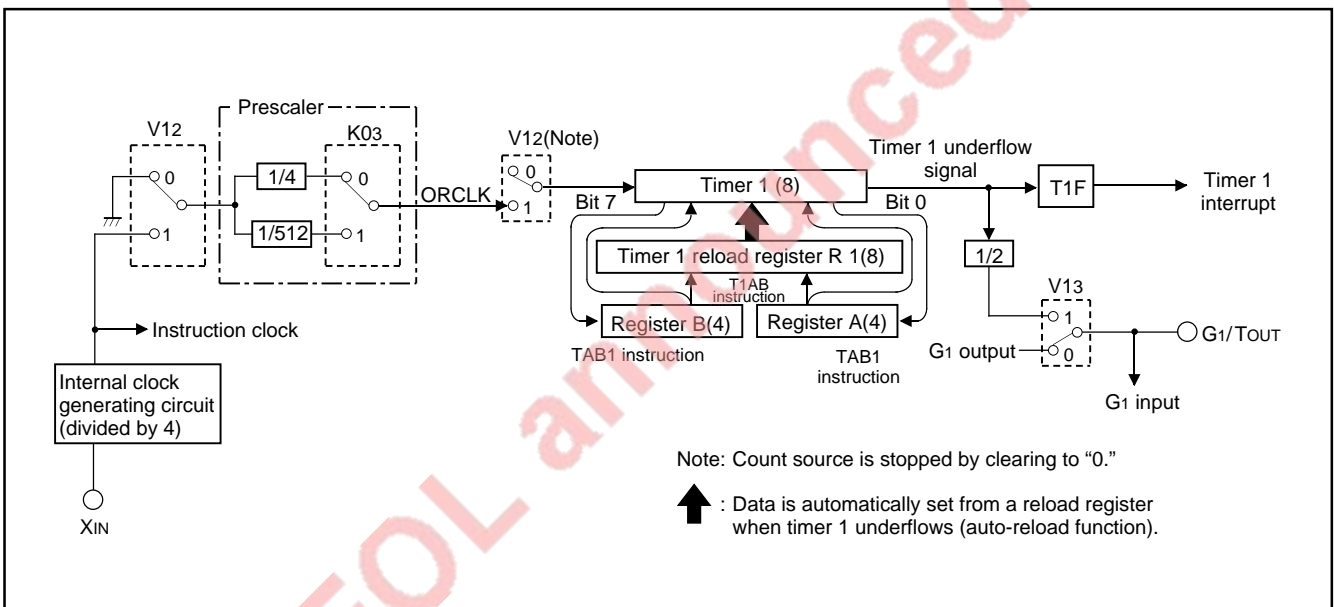 Prescaler
V12
K03
V12(Note)
0
1
1/4
1/512
0
1
ORCLK
0
1
Bit 7
Timer 1 (8)
Bit 0
Timer 1 underflow
signal
T1F
Timer 1
interrupt
Timer 1 reload register R 1(8)
T1AB
instruction
Register B(4)
Register A(4)
TAB1 instruction
TAB1
instruction
1/2
V13
1
0
G1 output
G1/TOUT
G1 input
Instruction clock
Internal clock
generating circuit
(divided by 4)
XIN
Note: Count source is stopped by clearing to “0.”
: Data is automatically set from a reload register
when timer 1 underflows (auto-reload function).
EOL announced